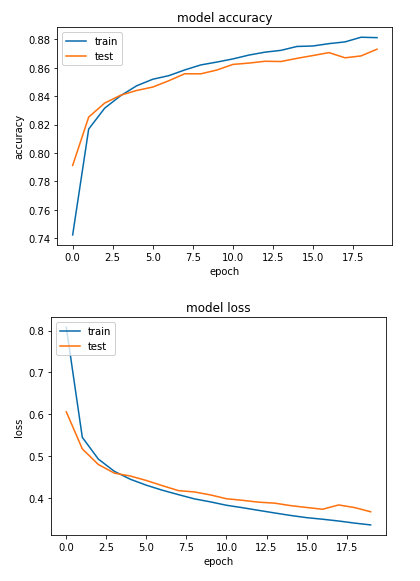 model accuracy
train
test
0.88
0.86
0.84
0.82
0.80
0.78
0.76
0.74
accuracy
0.0 2.5 5.0 7.5 10.0 12.5 15.0 17.5
epoch
model loss
train
test
0.8
0.7
0.6
0.5
0.4
loss
0.0 2.5 5.0 7.5 10.0 12.5 15.0 17.5
epoch